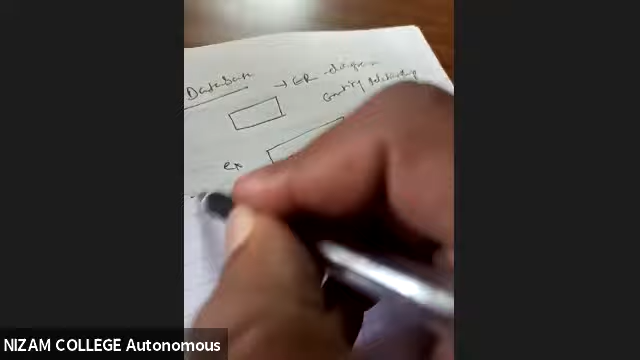 Database
→ ER-diagram
Entity Relationship
ex
NIZAM COLLEGE Autonomous